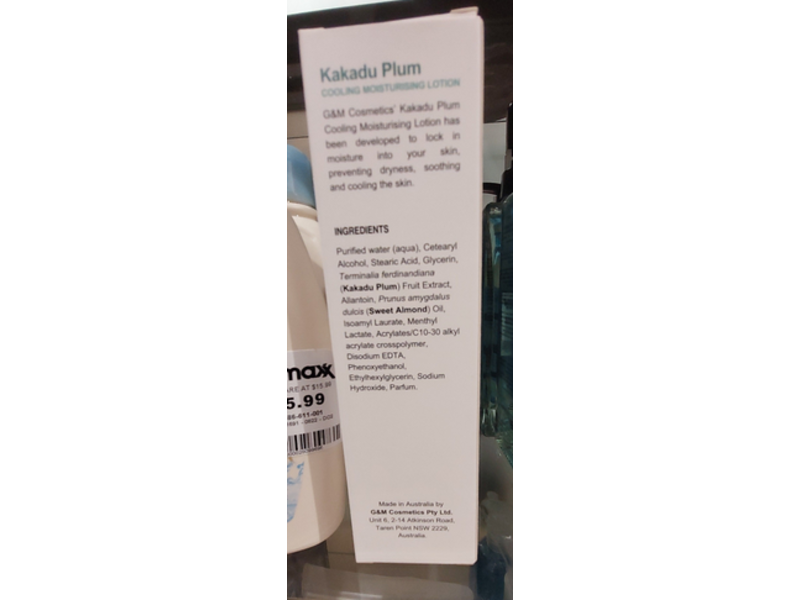 Kakadu Plum
COOLING MOISTURISING LOTION
G&M Cosmetics' Kakadu Plum
Cooling Moisturising Lotion has
been developed to lock in
moisture into your skin,
preventing dryness, soothing
and cooling the skin.
INGREDIENTS
Purified water (aqua), Cetearyl
Alcohol, Stearic Acid, Glycerin,
Terminalia ferdinandiana
(Kakadu Plum) Fruit Extract,
Allantoin, Prunus amygdalus
dulcis (Sweet Almond) Oil,
Isoamyl Laurate, Menthyl
Lactate, Acrylates/C10-30 alkyl
acrylate crosspolymer,
Disodium EDTA,
Phenoxyethanol,
Ethylhexylglycerin, Sodium
Hydroxide, Parfum.
Made in Australia by
G&M Cosmetics Pty Ltd.
Unit 6, 2-14 Atkinson Road,
Taren Point NSW 2229,
Australia.
maxx
ARE AT $15.99
5.99